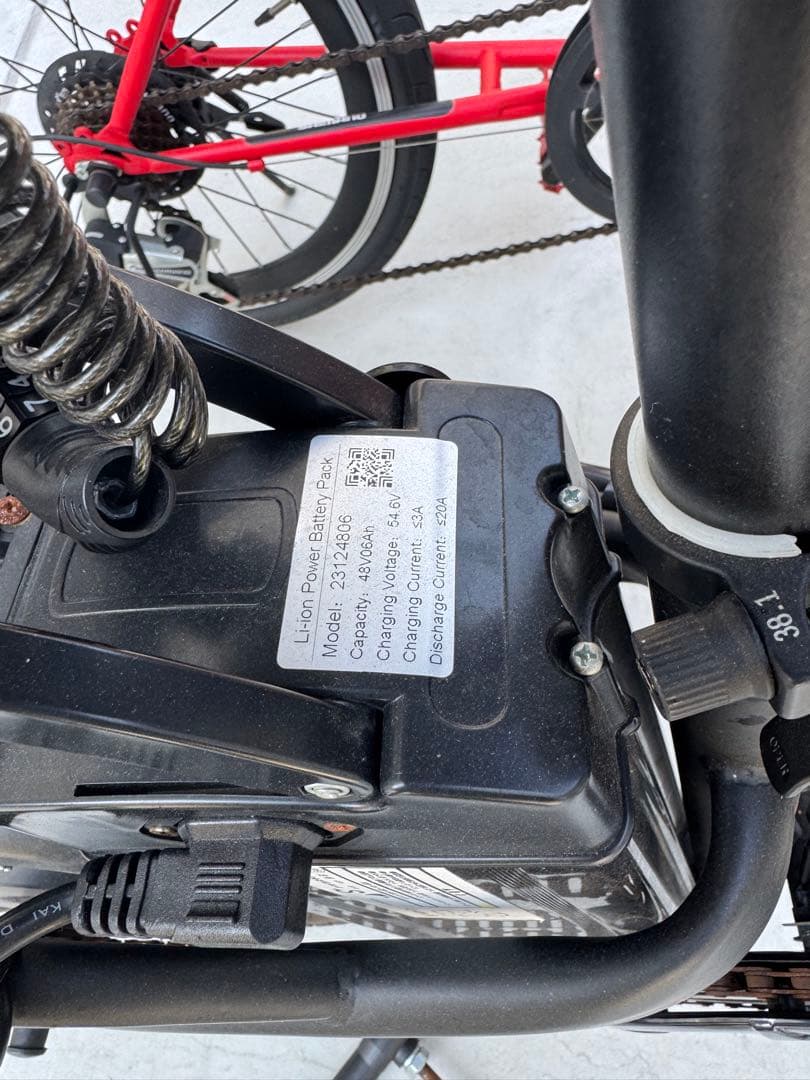 Li-ion Power Battery Pack
Model: 23124806
Capacity: 48V06Ah
Charging Voltage: 54.6V
Charging Current: ≤3A
Discharge Current: ≤20A
38.1
KAI D